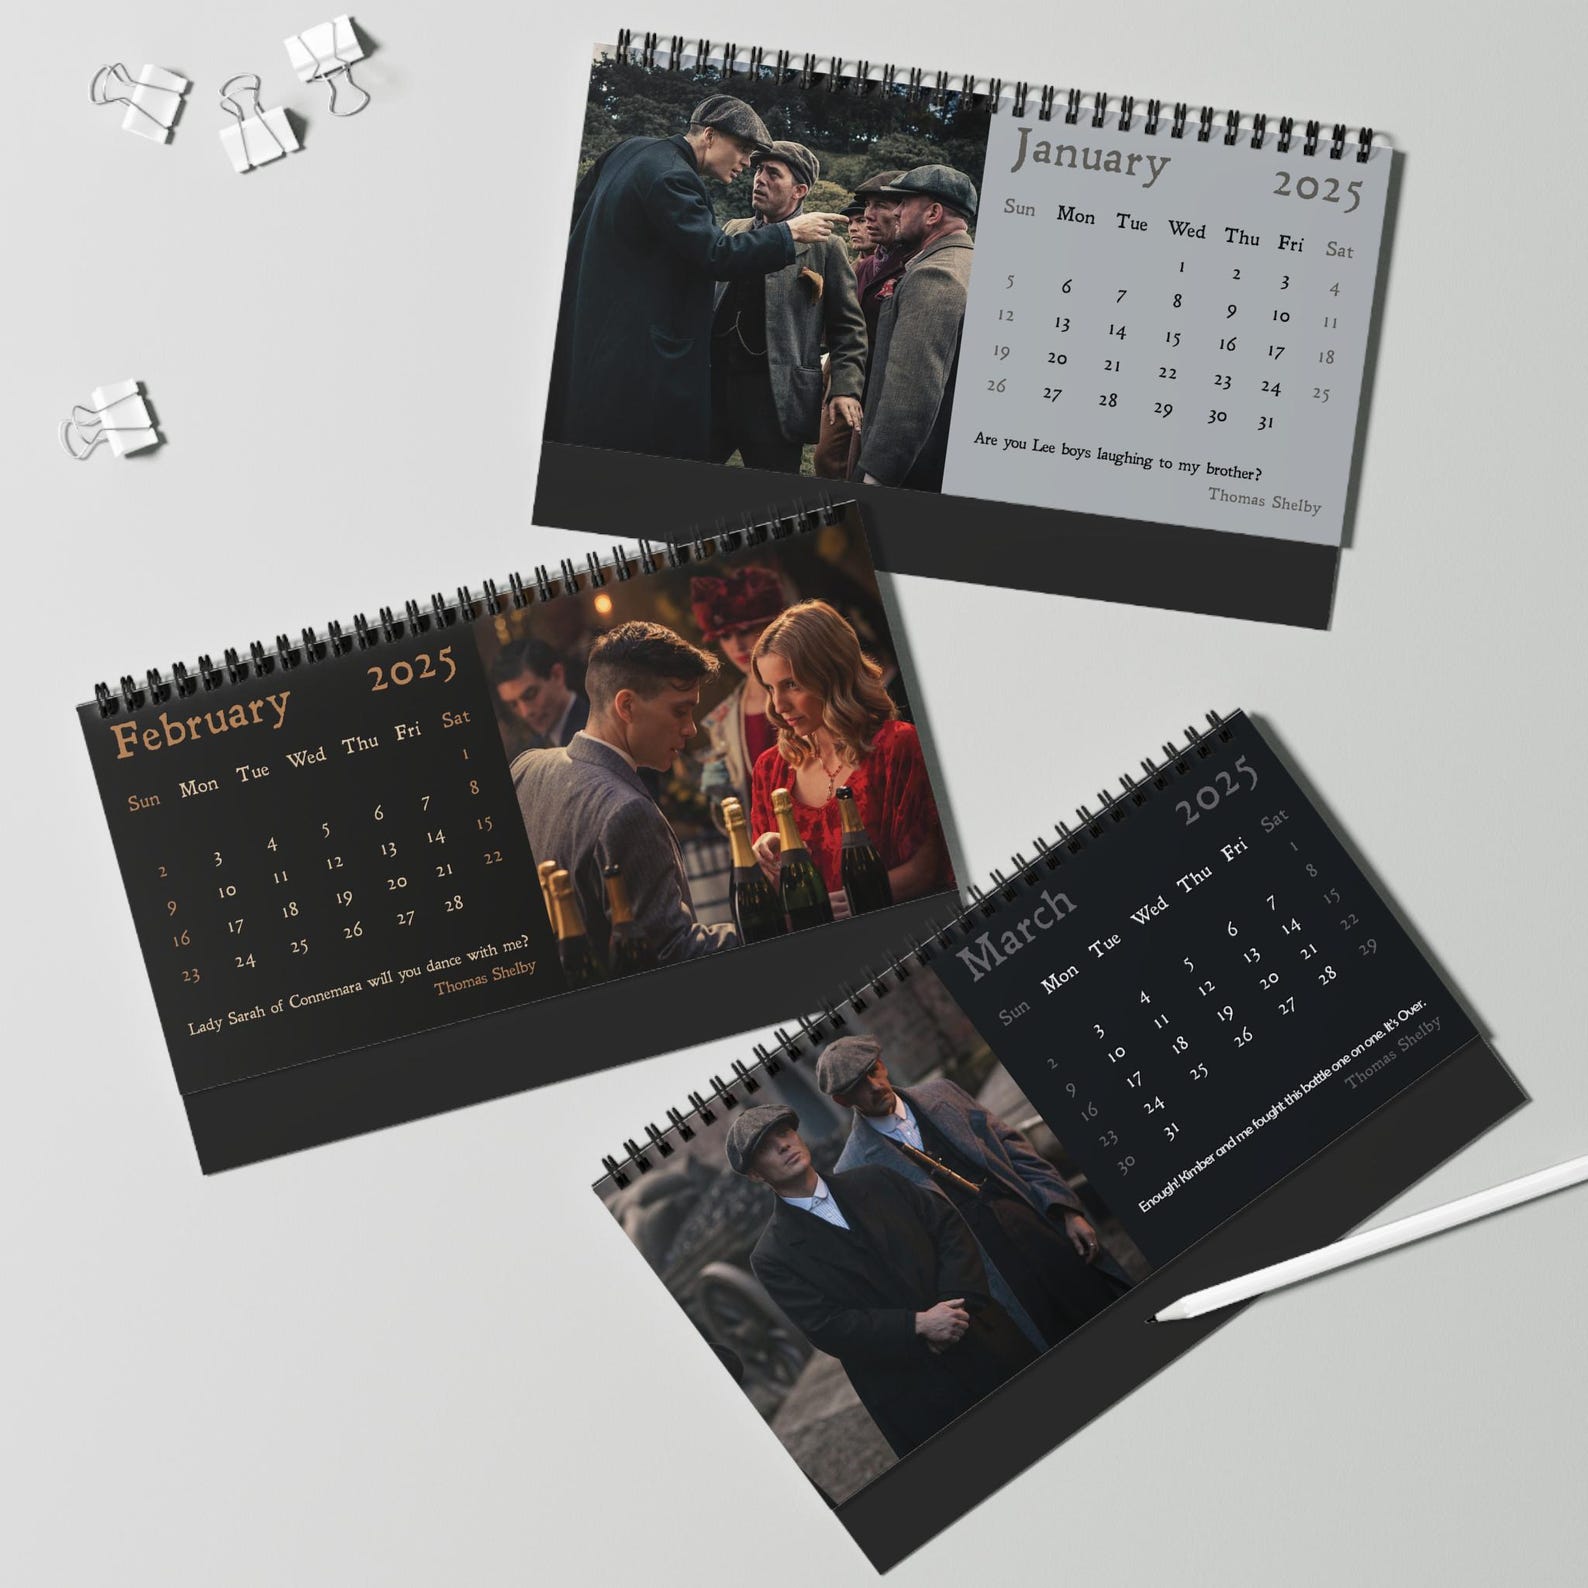 January 2025
Sun Mon Tue Wed Thu Fri Sat
1 2 3 4
5 6 7 8 9 10 11
12 13 14 15 16 17 18
19 20 21 22 23 24 25
26 27 28 29 30 31
Are you Lee boys laughing to my brother?
Thomas Shelby
February 2025
Sun Mon Tue Wed Thu Fri Sat
1
2 3 4 5 6 7 8
9 10 11 12 13 14 15
16 17 18 19 20 21 22
23 24 25 26 27 28
Lady Sarah of Connemara will you dance with me?
Thomas Shelby
March 2025
Sun Mon Tue Wed Thu Fri Sat
1
2 3 4 5 6 7 8
9 10 11 12 13 14 15
16 17 18 19 20 21 22
23 24 25 26 27 28 29
30 31
Enough! Kimber and me fought this battle one on one. It's Over.
Thomas Shelby